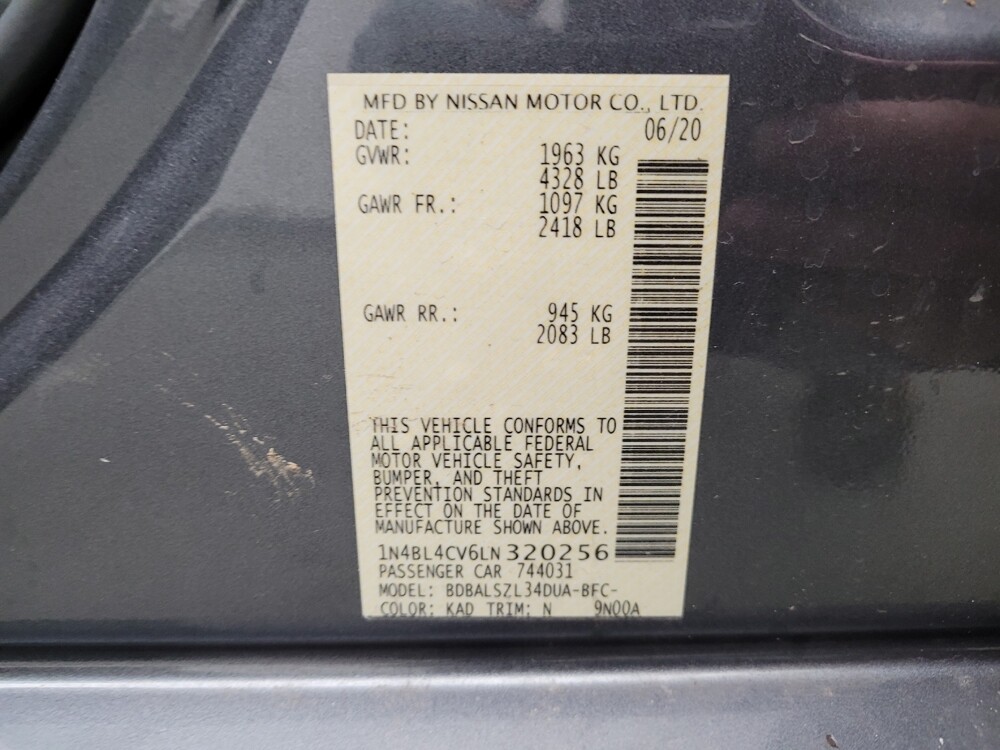 MFD BY NISSAN MOTOR CO., LTD.
DATE: 06/20
GVWR: 1963 KG
4328 LB
GAWR FR.: 1097 KG
2418 LB
GAWR RR.: 945 KG
2083 LB
THIS VEHICLE CONFORMS TO
ALL APPLICABLE FEDERAL
MOTOR VEHICLE SAFETY,
BUMPER, AND THEFT
PREVENTION STANDARDS IN
EFFECT ON THE DATE OF
MANUFACTURE SHOWN ABOVE.
1N4BL4CV6LN320256
PASSENGER CAR 744031
MODEL: BDBALSZL34DUA-BFC-
COLOR: KAD TRIM: N 9N00A